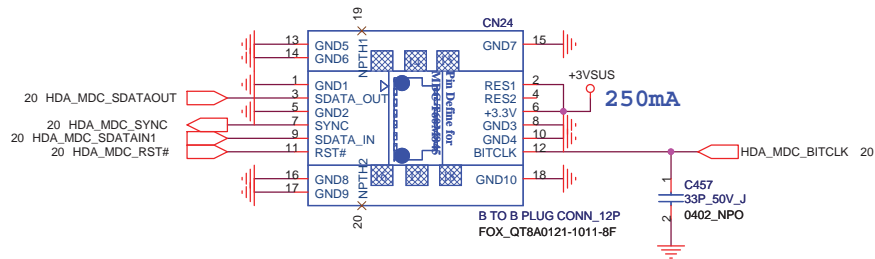 19
CN24
13 GND5 NPTH1 GND7 15
14 GND6
1 GND1 RES1 2 +3VSUS
20 HDA_MDC_SDATAOUT 3 SDATA_OUT RES2 4 250mA
5 GND2 +3.3V 6
20 HDA_MDC_SYNC 7 SYNC GND3 8
20 HDA_MDC_SDATAIN1 9 SDATA_IN GND4 10
20 HDA_MDC_RST# 11 RST# BITCLK 12 HDA_MDC_BITCLK 20
Pin Define for
16 GND8 NPTH2 GND10 18
17 GND9
20
C457
1
33P_50V_J
2
0402_NPO
B TO B PLUG CONN_12P
FOX_QT8A0121-1011-8F